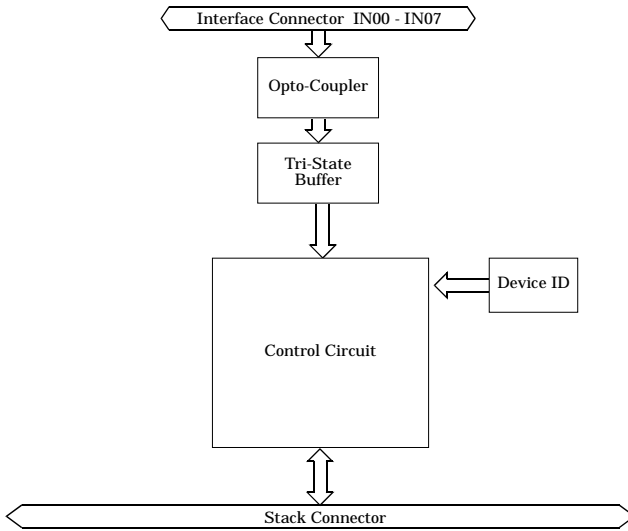 Interface Connector IN00 - IN07
Opto-Coupler
Tri-State
Buffer
Device ID
Control Circuit
Stack Connector